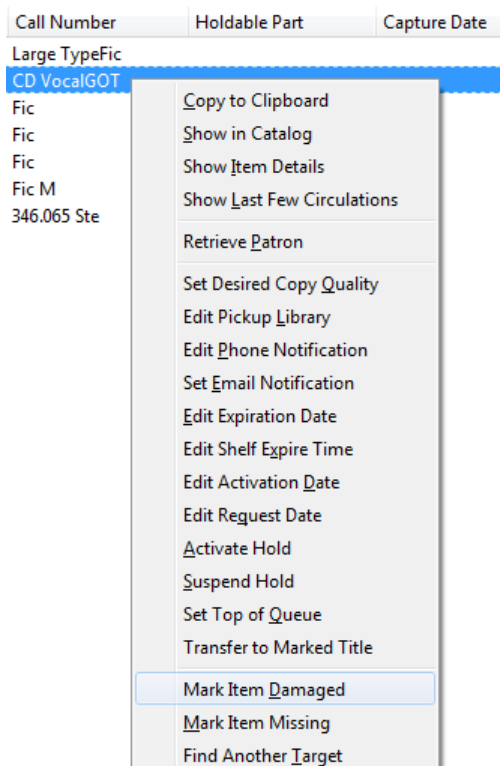 Call Number Holdable Part Capture Date
Large TypeFic
CD VocalGOT
Fic
Fic
Fic
Fic M
346.065 Ste
Copy to Clipboard
Show in Catalog
Show Item Details
Show Last Few Circulations
Retrieve Patron
Set Desired Copy Quality
Edit Pickup Library
Edit Phone Notification
Set Email Notification
Edit Expiration Date
Edit Shelf Expire Time
Edit Activation Date
Edit Request Date
Activate Hold
Suspend Hold
Set Top of Queue
Transfer to Marked Title
Mark Item Damaged
Mark Item Missing
Find Another Target